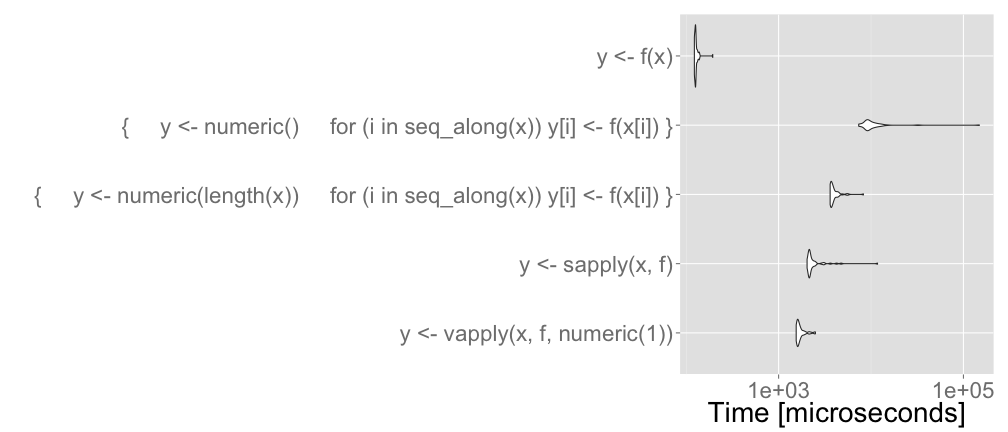 y <- f(x)
{     y <- numeric()     for (i in seq_along(x)) y[i] <- f(x[i]) }
{     y <- numeric(length(x))     for (i in seq_along(x)) y[i] <- f(x[i]) }
y <- sapply(x, f)
y <- vapply(x, f, numeric(1))
1e+03 1e+05
Time [microseconds]